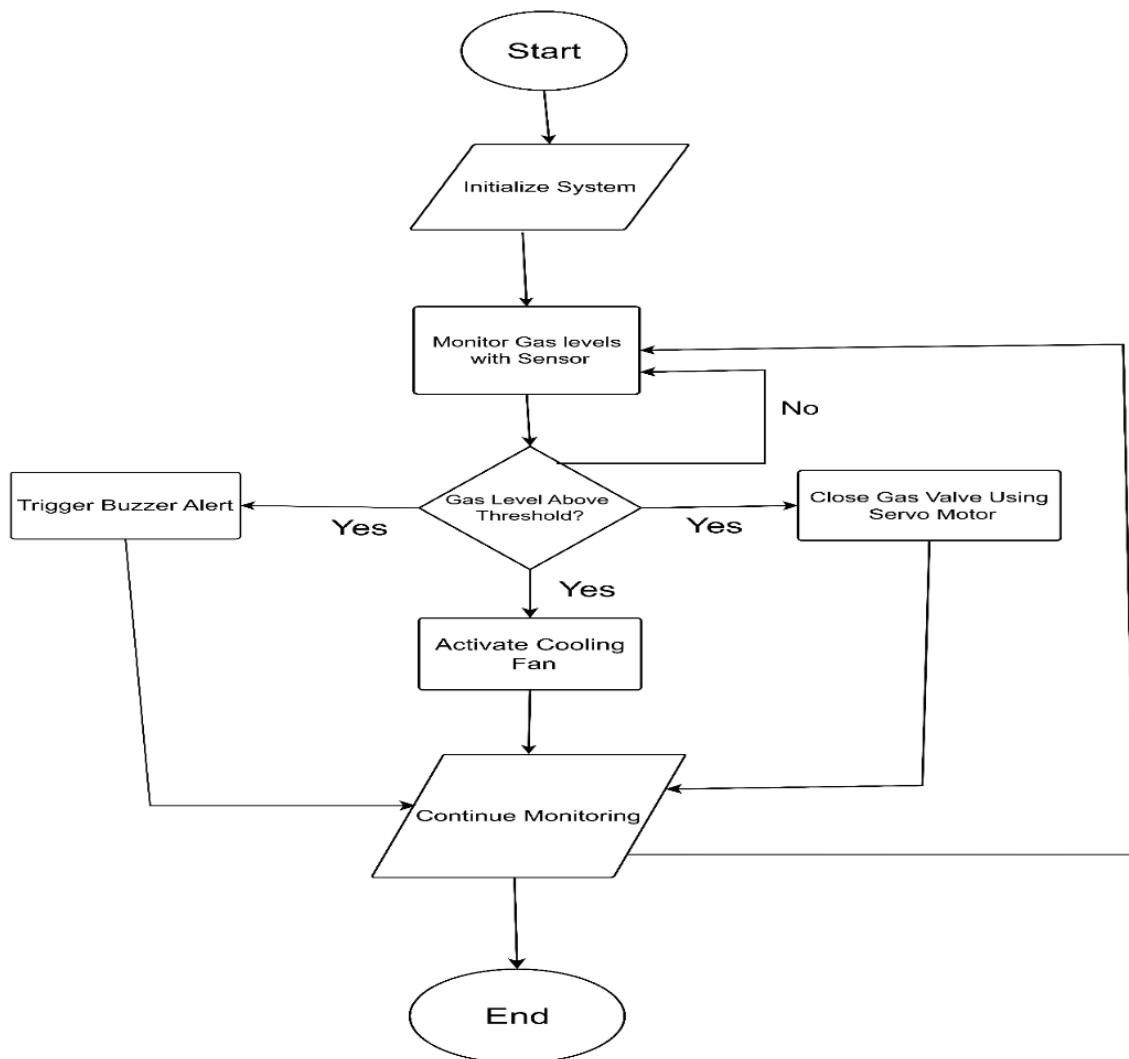 Start
Initialize System
Monitor Gas levels
with Sensor
No
Trigger Buzzer Alert
Yes
Gas Level Above
Threshold?
Yes
Close Gas Valve Using
Servo Motor
Yes
Activate Cooling
Fan
Continue Monitoring
End